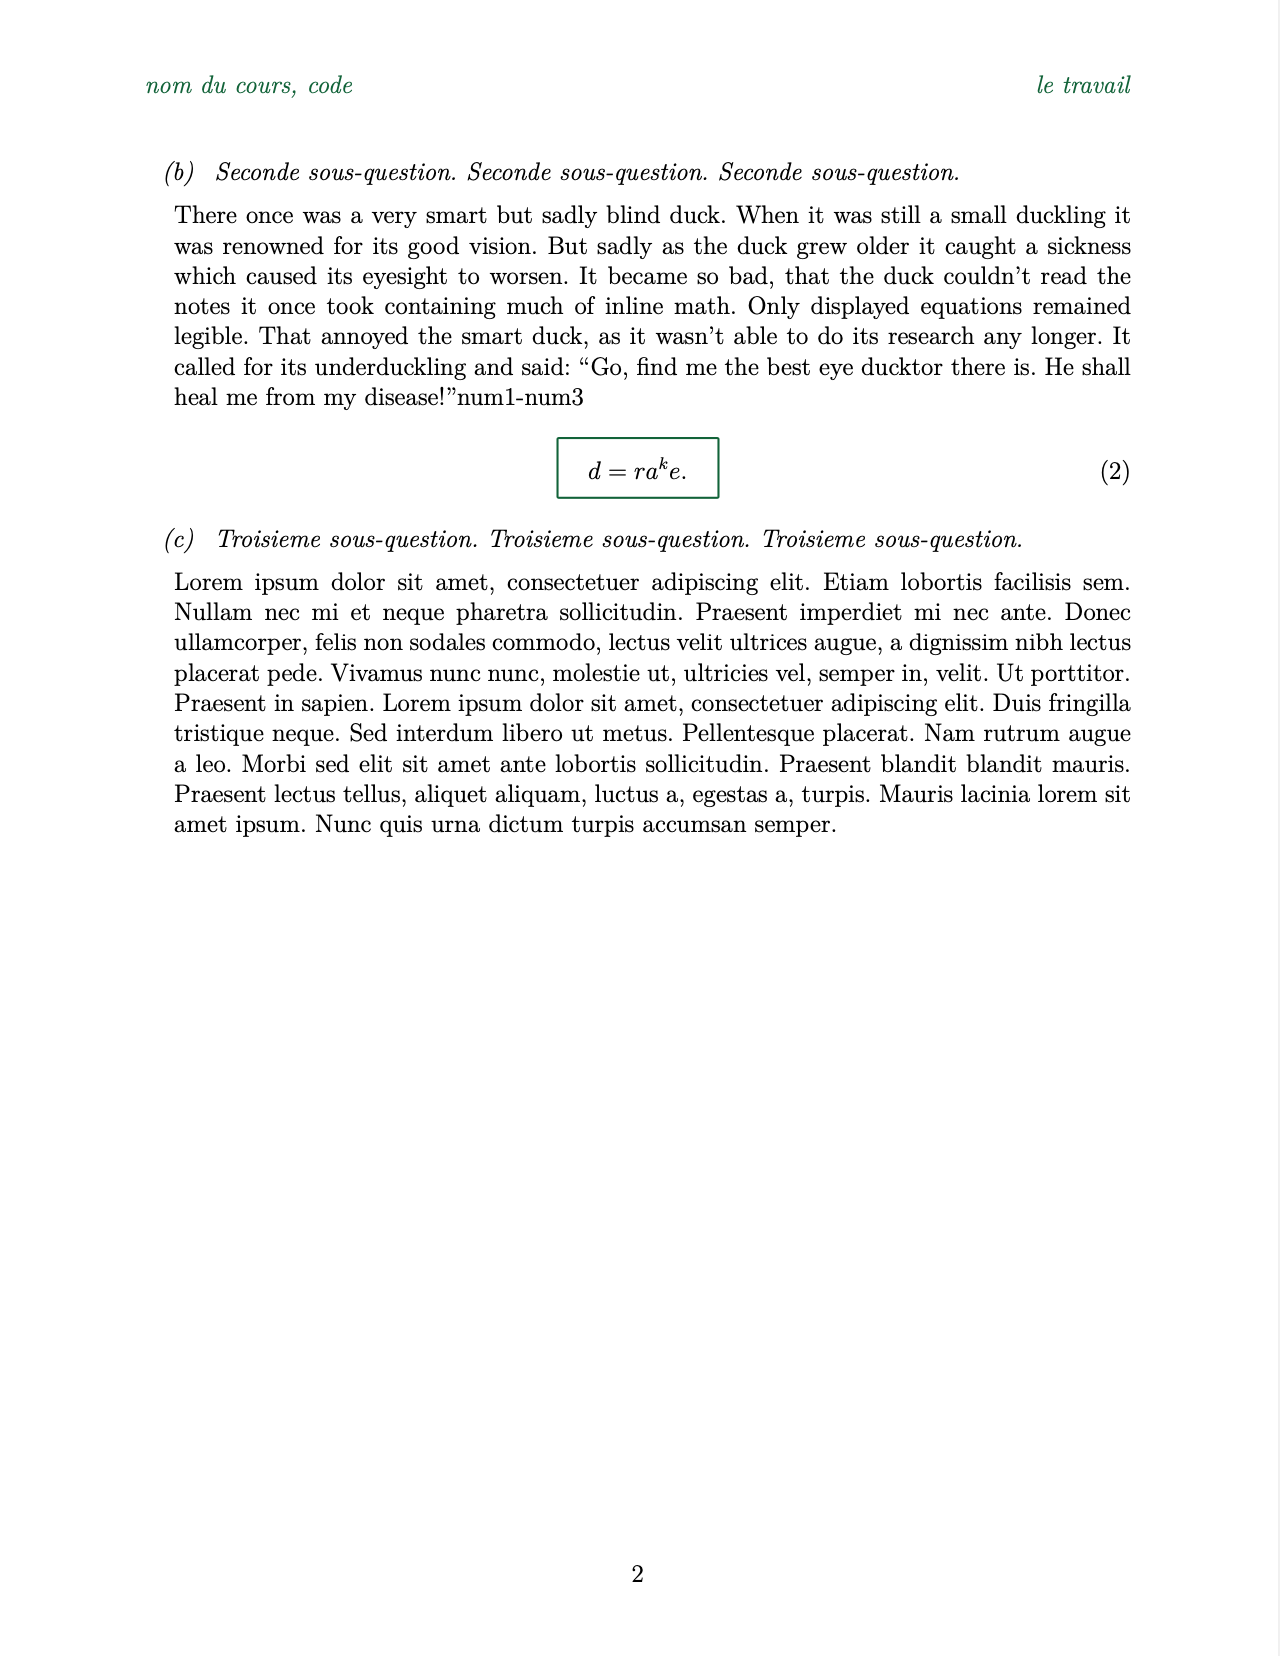 nom du cours, code le travail
(b) Seconde sous-question. Seconde sous-question. Seconde sous-question.
There once was a very smart but sadly blind duck. When it was still a small duckling it
was renowned for its good vision. But sadly as the duck grew older it caught a sickness
which caused its eyesight to worsen. It became so bad, that the duck couldn’t read the
notes it once took containing much of inline math. Only displayed equations remained
legible. That annoyed the smart duck, as it wasn’t able to do its research any longer. It
called for its underduckling and said: “Go, find me the best eye ducktor there is. He shall
heal me from my disease!”num1-num3
d = ra^k e. (2)
(c) Troisieme sous-question. Troisieme sous-question. Troisieme sous-question.
Lorem ipsum dolor sit amet, consectetuer adipiscing elit. Etiam lobortis facilisis sem.
Nullam nec mi et neque pharetra sollicitudin. Praesent imperdiet mi nec ante. Donec
ullamcorper, felis non sodales commodo, lectus velit ultrices augue, a dignissim nibh lectus
placerat pede. Vivamus nunc nunc, molestie ut, ultricies vel, semper in, velit. Ut porttitor.
Praesent in sapien. Lorem ipsum dolor sit amet, consectetuer adipiscing elit. Duis fringilla
tristique neque. Sed interdum libero ut metus. Pellentesque placerat. Nam rutrum augue
a leo. Morbi sed elit sit amet ante lobortis sollicitudin. Praesent blandit blandit mauris.
Praesent lectus tellus, aliquet aliquam, luctus a, egestas a, turpis. Mauris lacinia lorem sit
amet ipsum. Nunc quis urna dictum turpis accumsan semper.
2